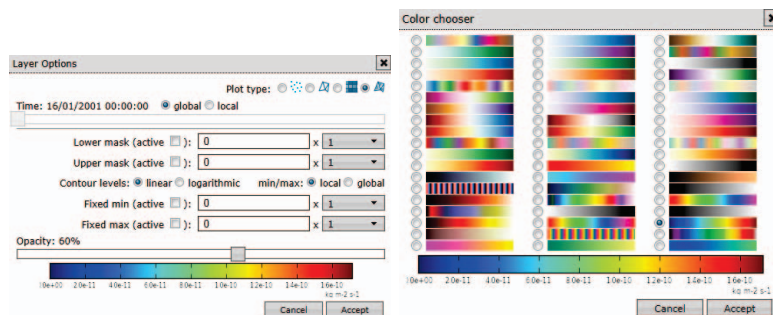 Layer Options
Plot type:
Time: 16/01/2001 00:00:00 global local
Lower mask (active ): 0 x 1
Upper mask (active ): 0 x 1
Contour levels: linear logarithmic min/max: local global
Fixed min (active ): 0 x 1
Fixed max (active ): 0 x 1
Opacity: 60%
0e+00 2.0e-11 4.0e-11 6.0e-11 8.0e-11 1.0e-10 1.2e-10 1.4e-10 1.6e-10
kg m-2 s-1
Cancel Accept
Color chooser
0e+00 2.0e-11 4.0e-11 6.0e-11 8.0e-11 1.0e-10 1.2e-10 1.4e-10 1.6e-10
kg m-2 s-1
Cancel Accept